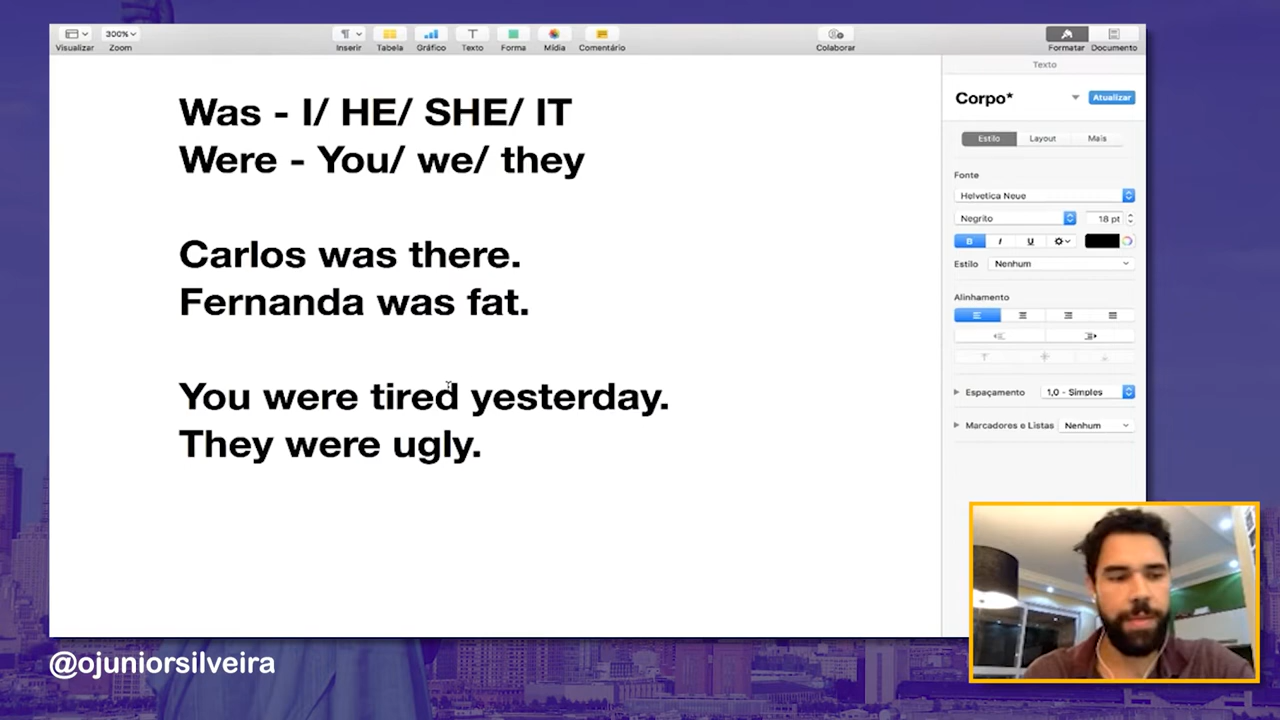 300%
Visualizar
Zoom
Inserir
Tabela
Gráfico
Texto
Forma
Mídia
Comentário
Colaborar
Formatar
Documento
Texto
Was - I/ HE/ SHE/ IT
Were - You/ we/ they
Carlos was there.
Fernanda was fat.
You were tired yesterday.
They were ugly.
Corpo*
Atualizar
Estilo
Layout
Mais
Fonte
Helvetica Neue
Negrito
18 pt
B
I
U
Estilo
Nenhum
Alinhamento
Espaçamento
1,0 - Simples
Marcadores e Listas
Nenhum
@ojuniorsilveira